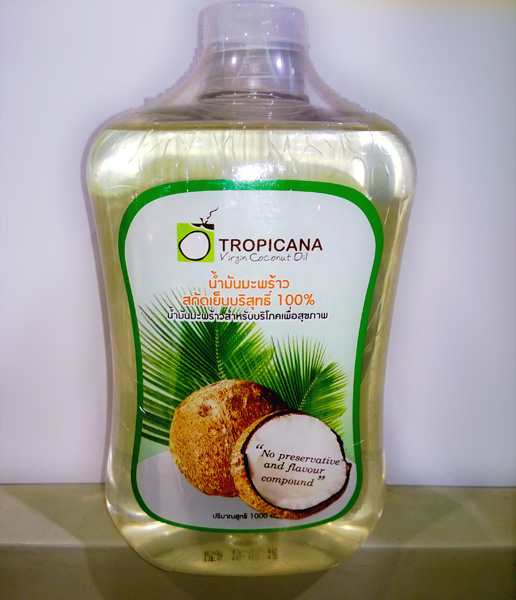 TROPICANA
Virgin Coconut Oil
น้ำมันมะพร้าว
สกัดเย็นบริสุทธิ์ 100%
น้ำมันมะพร้าวสำหรับบริโภคเพื่อสุขภาพ
"No preservative
and flavour
compound"
ปริมาณสุทธิ 1000